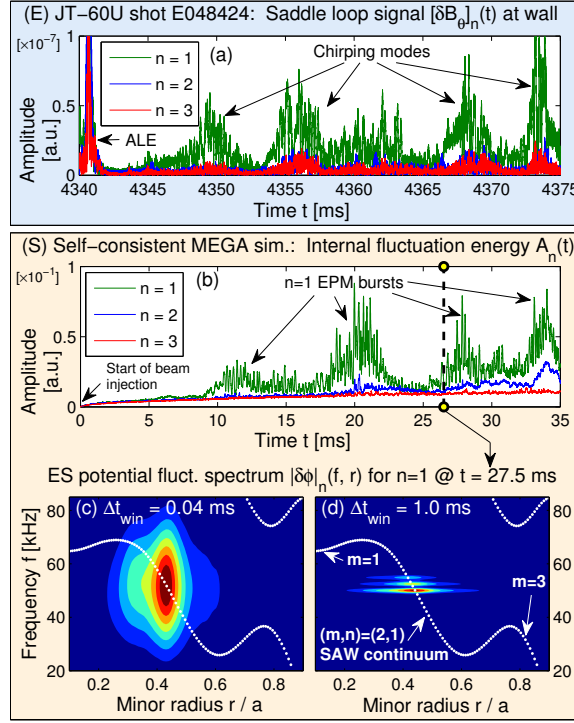 (E) JT-60U shot E048424: Saddle loop signal [δB_θ]_n(t) at wall
[×10^-7]
1
0.5
0
Amplitude
[a.u.]
(a)
n = 1
n = 2
n = 3
Chirping modes
ALE
4340 4345 4350 4355 4360 4365 4370 4375
Time t [ms]
(S) Self-consistent MEGA sim.: Internal fluctuation energy A_n(t)
[×10^-1]
1
0.5
0
Amplitude
[a.u.]
(b)
n = 1
n = 2
n = 3
n=1 EPM bursts
Start of beam
injection
0 5 10 15 20 25 30 35
Time t [ms]
ES potential fluct. spectrum |δϕ|_n(f, r) for n=1 @ t = 27.5 ms
(c) Δt_win = 0.04 ms
(d) Δt_win = 1.0 ms
Frequency f [kHz]
80
60
40
20
m=1
m=3
(m,n)=(2,1)
SAW continuum
80
60
40
20
0.2 0.4 0.6 0.8
0.2 0.4 0.6 0.8
Minor radius r / a
Minor radius r / a